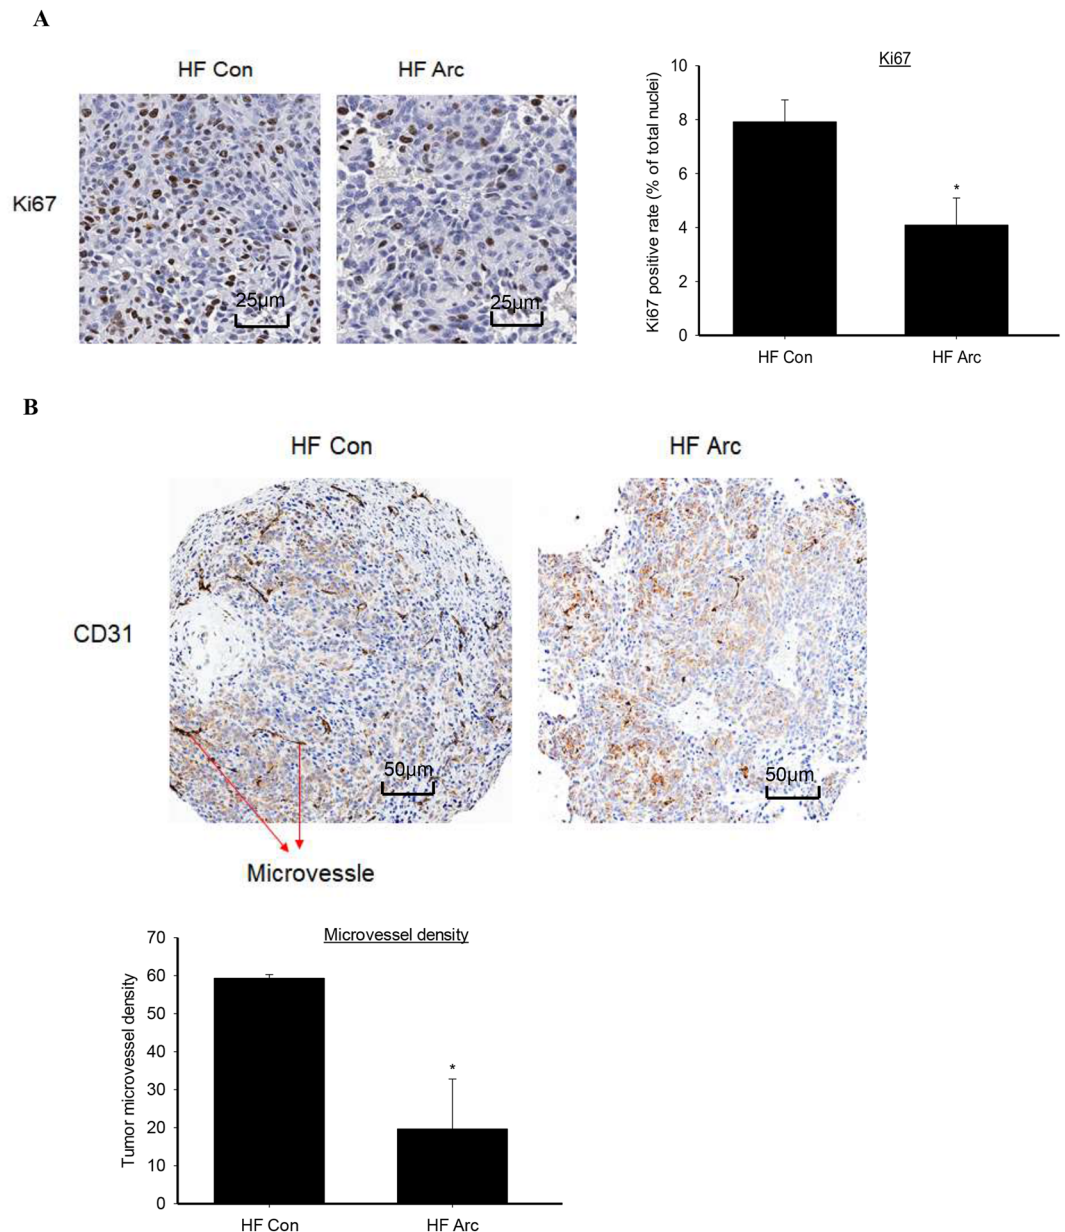 A
HF Con
HF Arc
Ki67
25µm
25µm
Ki67
Ki67 positive rate (% of total nuclei)
10
8
6
4
2
0
*
HF Con
HF Arc
B
HF Con
HF Arc
CD31
50µm
50µm
Microvessle
Microvessel density
Tumor microvessel density
70
60
50
40
30
20
10
0
*
HF Con
HF Arc